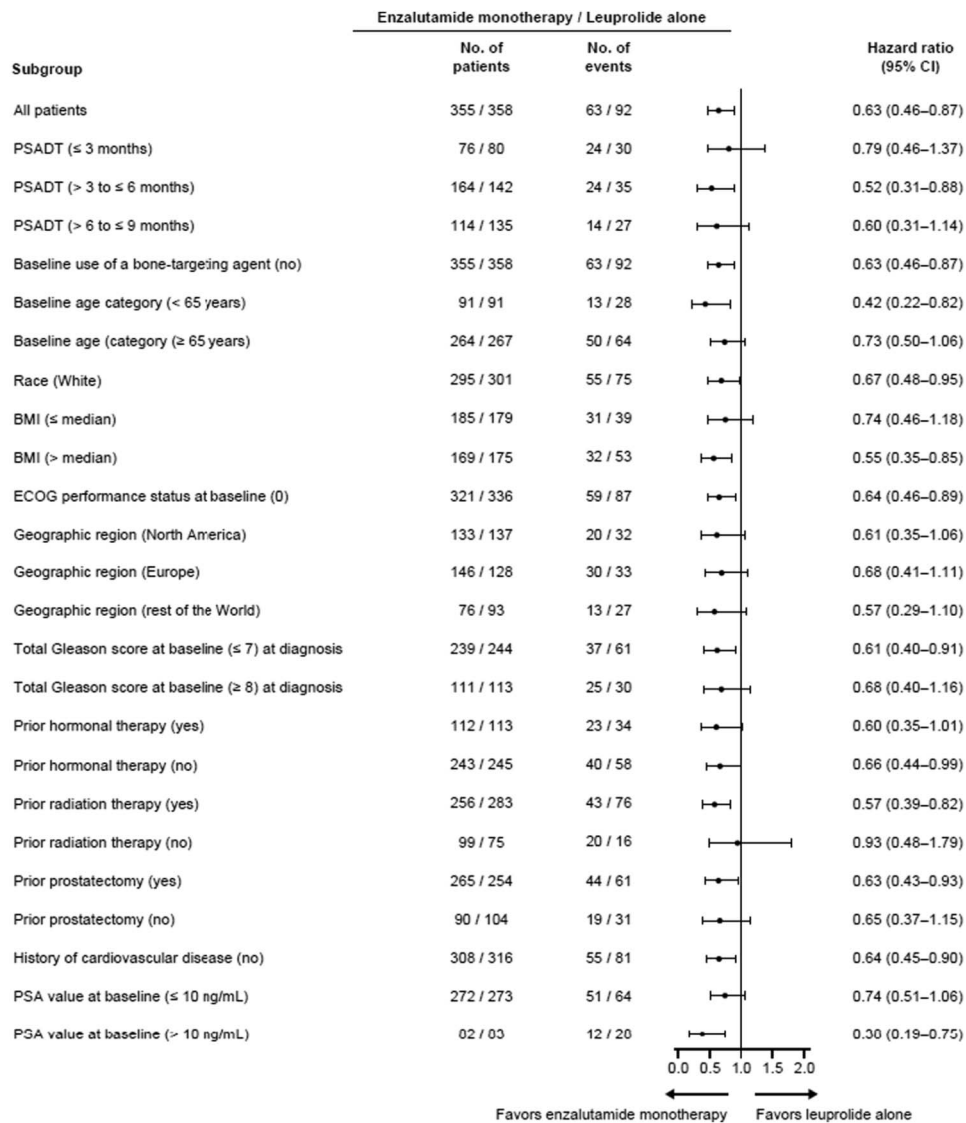 Enzalutamide monotherapy / Leuprolide alone
Subgroup No. of patients No. of events Hazard ratio (95% CI)
All patients 355 / 358 63 / 92 0.63 (0.46–0.87)
PSADT (≤ 3 months) 76 / 80 24 / 30 0.79 (0.46–1.37)
PSADT (> 3 to ≤ 6 months) 164 / 142 24 / 35 0.52 (0.31–0.88)
PSADT (> 6 to ≤ 9 months) 114 / 135 14 / 27 0.60 (0.31–1.14)
Baseline use of a bone-targeting agent (no) 355 / 358 63 / 92 0.63 (0.46–0.87)
Baseline age category (< 65 years) 91 / 91 13 / 28 0.42 (0.22–0.82)
Baseline age (category (≥ 65 years) 264 / 267 50 / 64 0.73 (0.50–1.06)
Race (White) 295 / 301 55 / 75 0.67 (0.48–0.95)
BMI (≤ median) 185 / 179 31 / 39 0.74 (0.46–1.18)
BMI (> median) 169 / 175 32 / 53 0.55 (0.35–0.85)
ECOG performance status at baseline (0) 321 / 336 59 / 87 0.64 (0.46–0.89)
Geographic region (North America) 133 / 137 20 / 32 0.61 (0.35–1.06)
Geographic region (Europe) 146 / 128 30 / 33 0.68 (0.41–1.11)
Geographic region (rest of the World) 76 / 93 13 / 27 0.57 (0.29–1.10)
Total Gleason score at baseline (≤ 7) at diagnosis 239 / 244 37 / 61 0.61 (0.40–0.91)
Total Gleason score at baseline (≥ 8) at diagnosis 111 / 113 25 / 30 0.68 (0.40–1.16)
Prior hormonal therapy (yes) 112 / 113 23 / 34 0.60 (0.35–1.01)
Prior hormonal therapy (no) 243 / 245 40 / 58 0.66 (0.44–0.99)
Prior radiation therapy (yes) 256 / 283 43 / 76 0.57 (0.39–0.82)
Prior radiation therapy (no) 99 / 75 20 / 16 0.93 (0.48–1.79)
Prior prostatectomy (yes) 265 / 254 44 / 61 0.63 (0.43–0.93)
Prior prostatectomy (no) 90 / 104 19 / 31 0.65 (0.37–1.15)
History of cardiovascular disease (no) 308 / 316 55 / 81 0.64 (0.45–0.90)
PSA value at baseline (≤ 10 ng/mL) 272 / 273 51 / 64 0.74 (0.51–1.06)
PSA value at baseline (> 10 ng/mL) 12 / (0.19–0.75)
0.0 0.5 1.0 1.5 2.0
Favors enzalutamide monotherapy Favors leuprolide alone